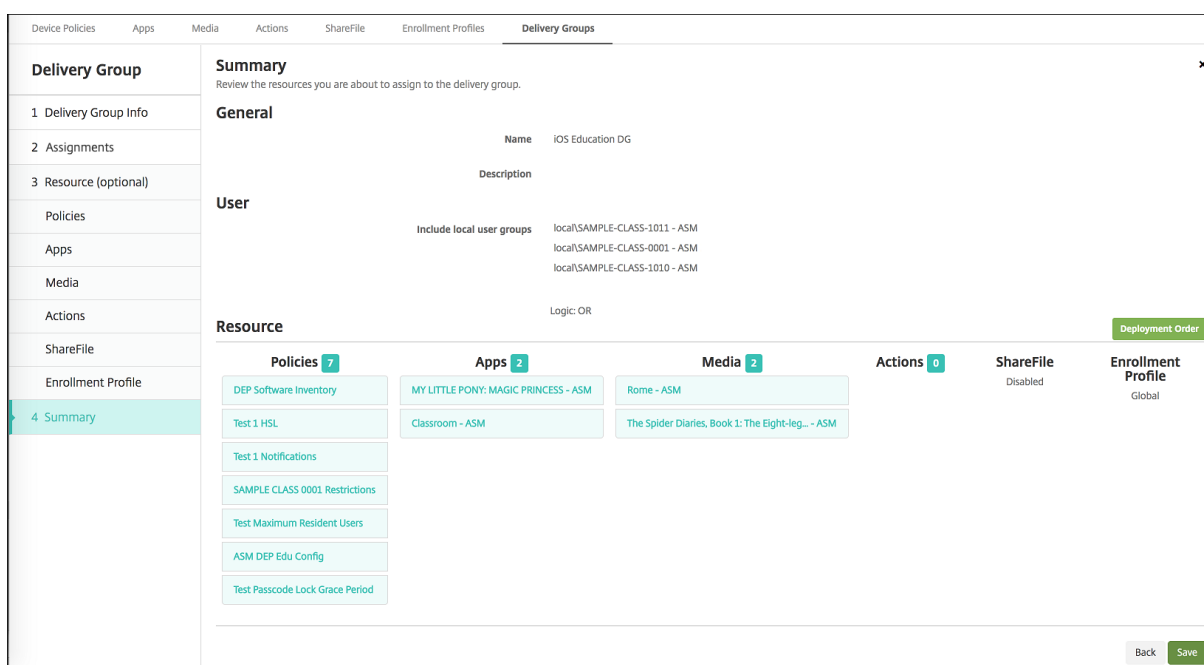 Device Policies Apps Media Actions ShareFile Enrollment Profiles Delivery Groups
Delivery Group
1 Delivery Group Info
2 Assignments
3 Resource (optional)
Policies
Apps
Media
Actions
ShareFile
Enrollment Profile
4 Summary
Summary
Review the resources you are about to assign to the delivery group.
General
Name iOS Education DG
Description
User
Include local user groups local\SAMPLE-CLASS-1011 - ASM
local\SAMPLE-CLASS-0001 - ASM
local\SAMPLE-CLASS-1010 - ASM
Logic: OR
Resource
Deployment Order
Policies 7
DEP Software Inventory
Test 1 HSL
Test 1 Notifications
SAMPLE CLASS 0001 Restrictions
Test Maximum Resident Users
ASM DEP Edu Config
Test Passcode Lock Grace Period
Apps 2
MY LITTLE PONY: MAGIC PRINCESS - ASM
Classroom - ASM
Media 2
Rome - ASM
The Spider Diaries, Book 1: The Eight-leg... - ASM
Actions 0
ShareFile
Disabled
Enrollment
Profile
Global
Back Save